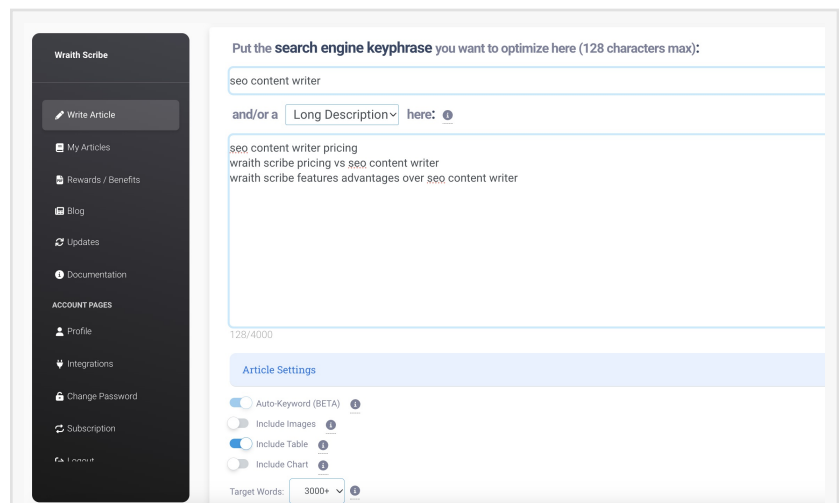 Wraith Scribe
Write Article
My Articles
Rewards / Benefits
Blog
Updates
Documentation
ACCOUNT PAGES
Profile
Integrations
Change Password
Subscription
Logout
Put the search engine keyphrase you want to optimize here (128 characters max):
seo content writer
and/or a Long Description here:
seo content writer pricing
wraith scribe pricing vs seo content writer
wraith scribe features advantages over seo content writer
128/4000
Article Settings
Auto-Keyword (BETA)
Include Images
Include Table
Include Chart
Target Words: 3000+